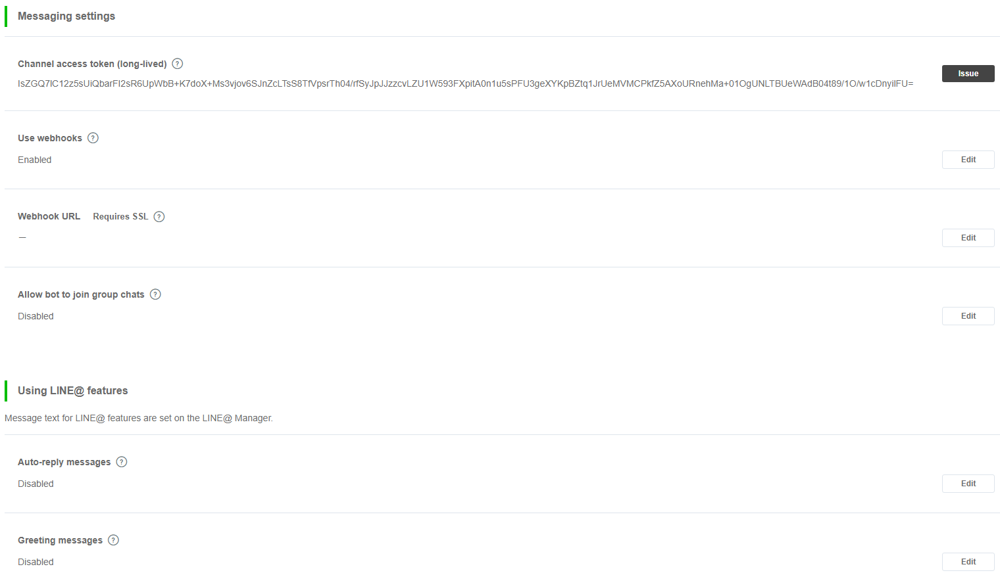 Messaging settings
Channel access token (long-lived) ?
IsZGQ7lC12z5sUiQbarFI2sR6UpWbB+K7doX+Ms3vjov6SJnZcLTsS8TfVpsrTh04/rfSyJpJJzzcvLZU1W593FXpitA0n1u5sPFU3geXYKpBZtq1JrUeMVMCPkfZ5AXoURnehMa+01OgUNLTBUeWAdB04t89/1O/w1cDnyilFU=
Issue
Use webhooks ?
Enabled
Edit
Webhook URL Requires SSL ?
—
Edit
Allow bot to join group chats ?
Disabled
Edit
Using LINE@ features
Message text for LINE@ features are set on the LINE@ Manager.
Auto-reply messages ?
Disabled
Edit
Greeting messages ?
Disabled
Edit